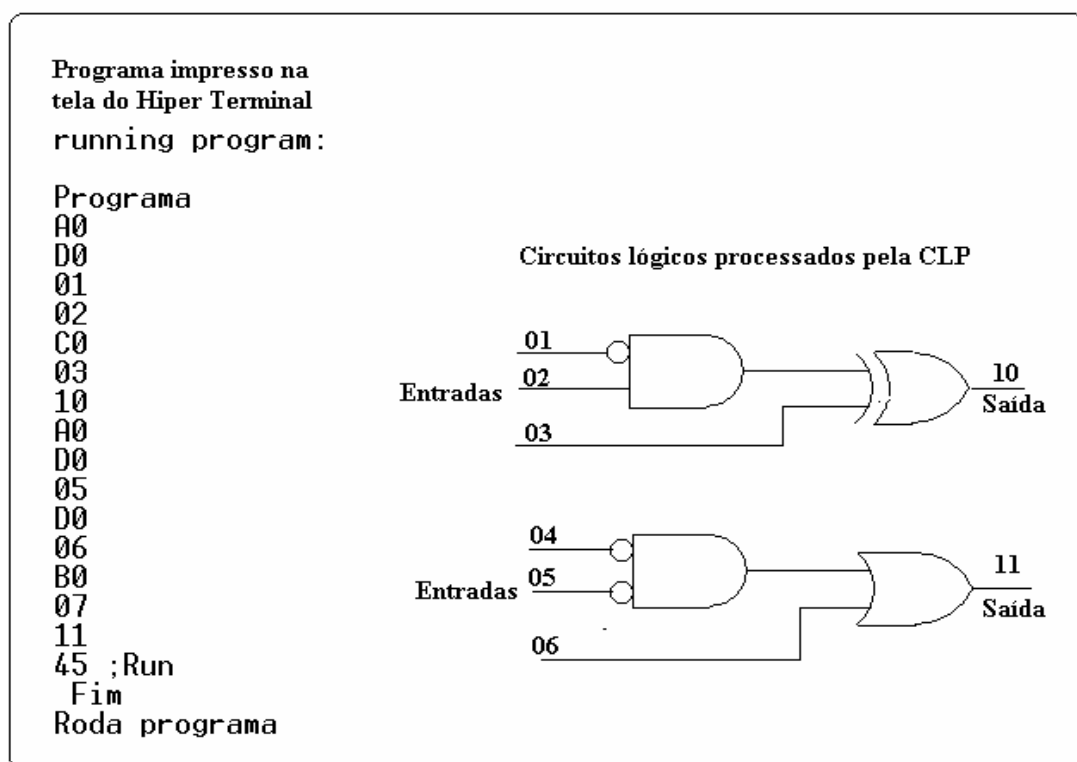 Programa impresso na
tela do Hiper Terminal
running program:
Programa
A0
D0
01
02
C0
03
10
A0
D0
05
D0
06
B0
07
11
45 ;Run
Fim
Roda programa
Circuitos lógicos processados pela CLP
01
Entradas 02
03
10
Saída
04
Entradas 05
06
11
Saída